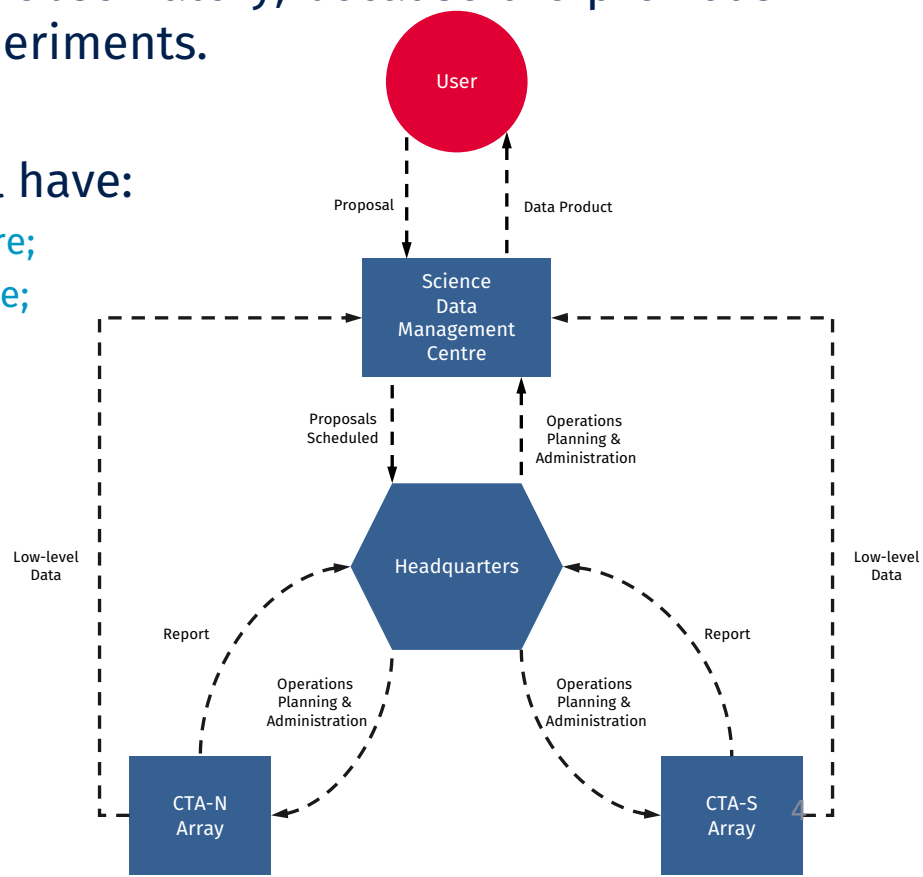 eriments.
User
l have:
Proposal
Data Product
re;
e;
Science
Data
Management
Centre
Proposals
Scheduled
Operations
Planning &
Administration
Low-level
Data
Headquarters
Low-level
Data
Report
Report
Operations
Planning &
Administration
Operations
Planning &
Administration
CTA-N
Array
CTA-S
Array
4